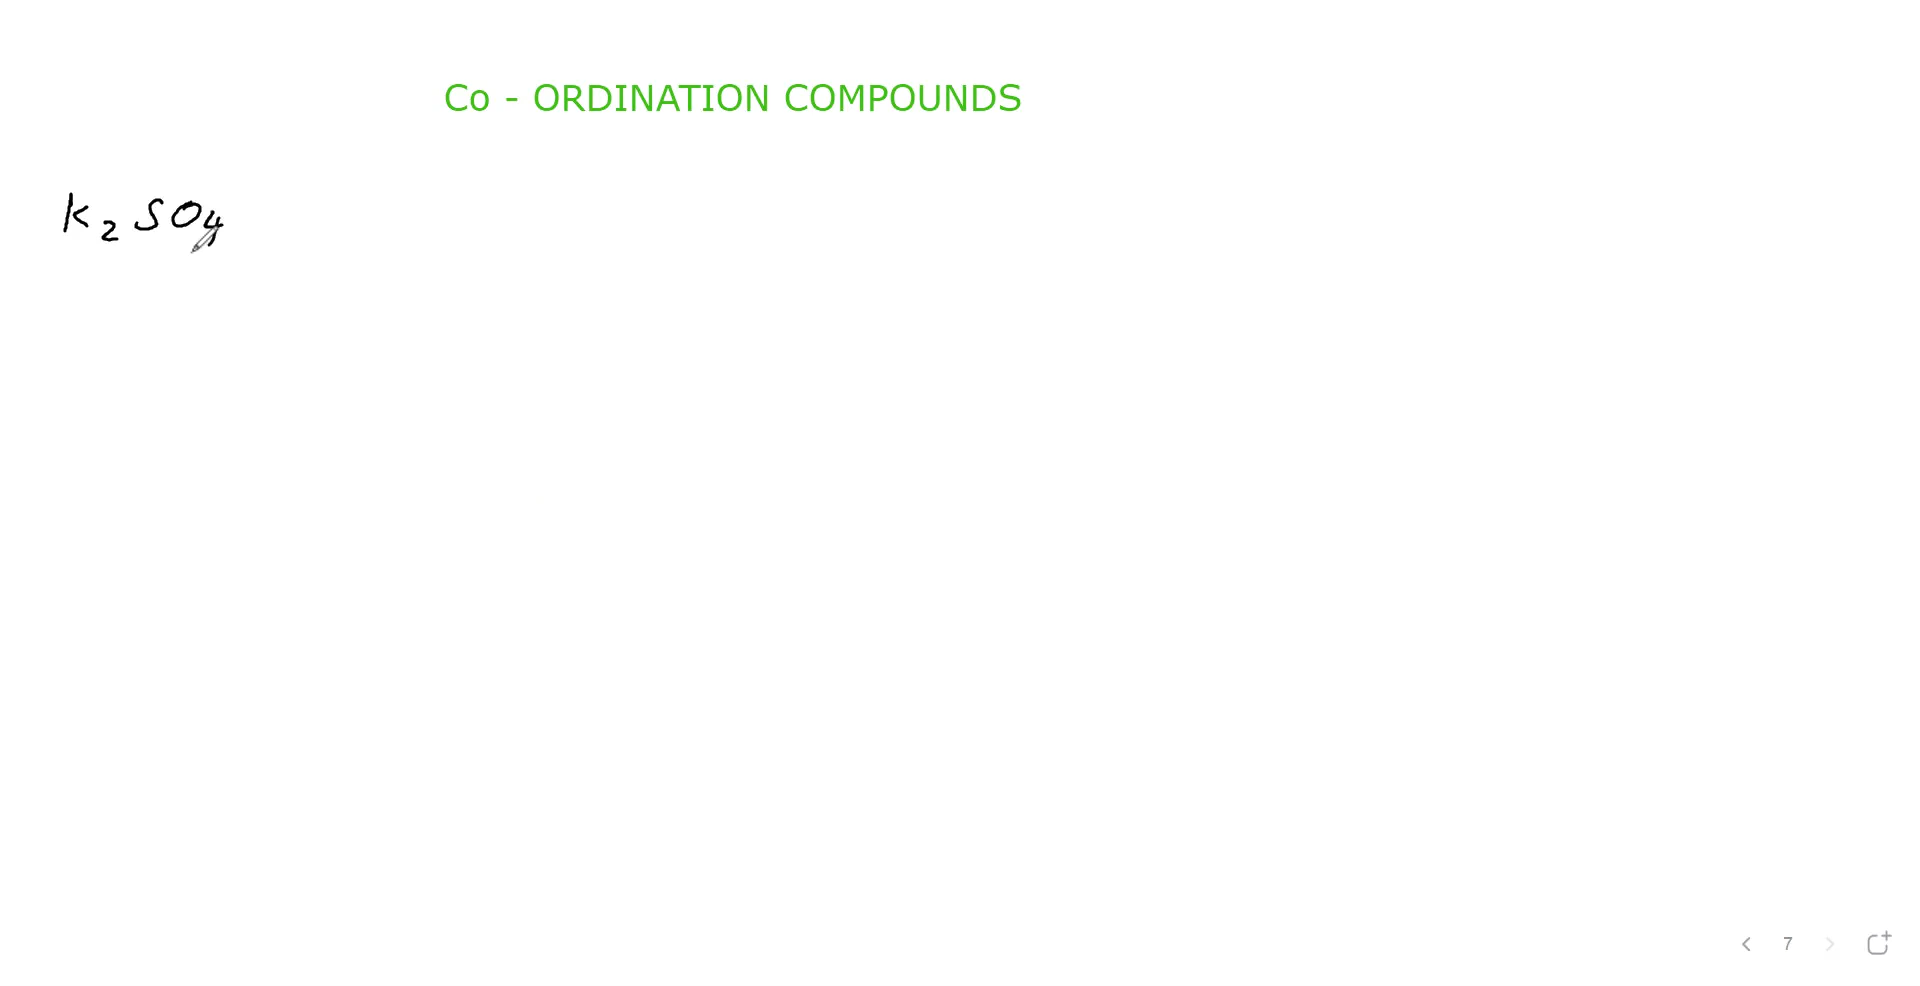 Co - ORDINATION COMPOUNDS
K₂SO₄
7